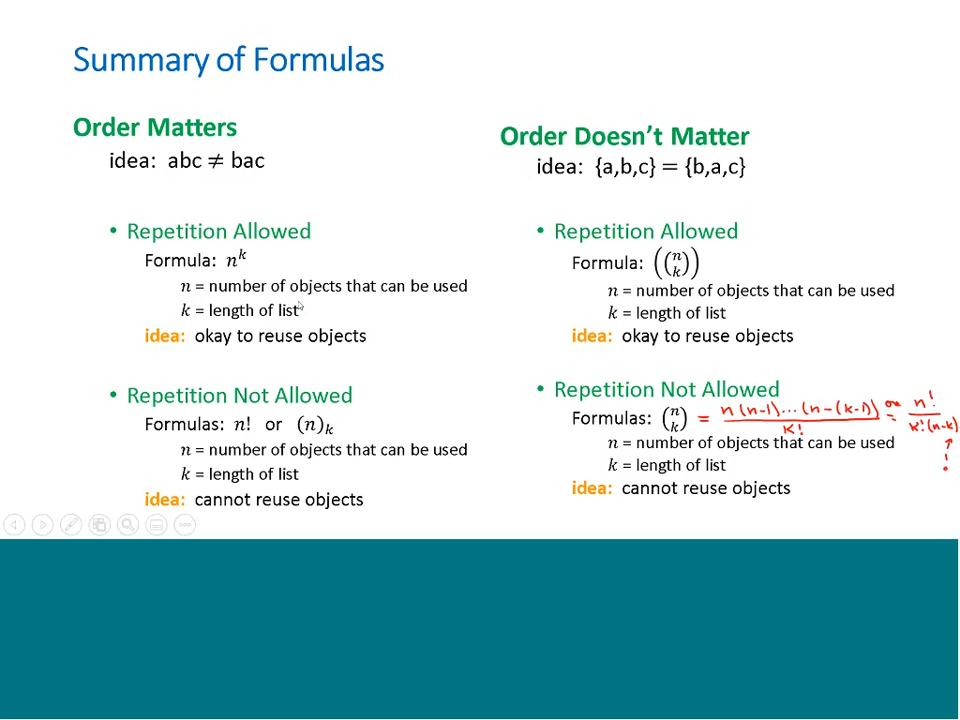 Summary of Formulas
Order Matters
idea: abc ≠ bac
• Repetition Allowed
Formula: n^k
n = number of objects that can be used
k = length of list
idea: okay to reuse objects
• Repetition Not Allowed
Formulas: n! or (n)_k
n = number of objects that can be used
k = length of list
idea: cannot reuse objects
Order Doesn't Matter
idea: {a,b,c} = {b,a,c}
• Repetition Allowed
Formula: ((n k))
n = number of objects that can be used
k = length of list
idea: okay to reuse objects
• Repetition Not Allowed
Formulas: (n k) = n(n-1)...(n-(k-1)) / k! or = n! / k!(n-k)!
n = number of objects that can be used
k = length of list
idea: cannot reuse objects